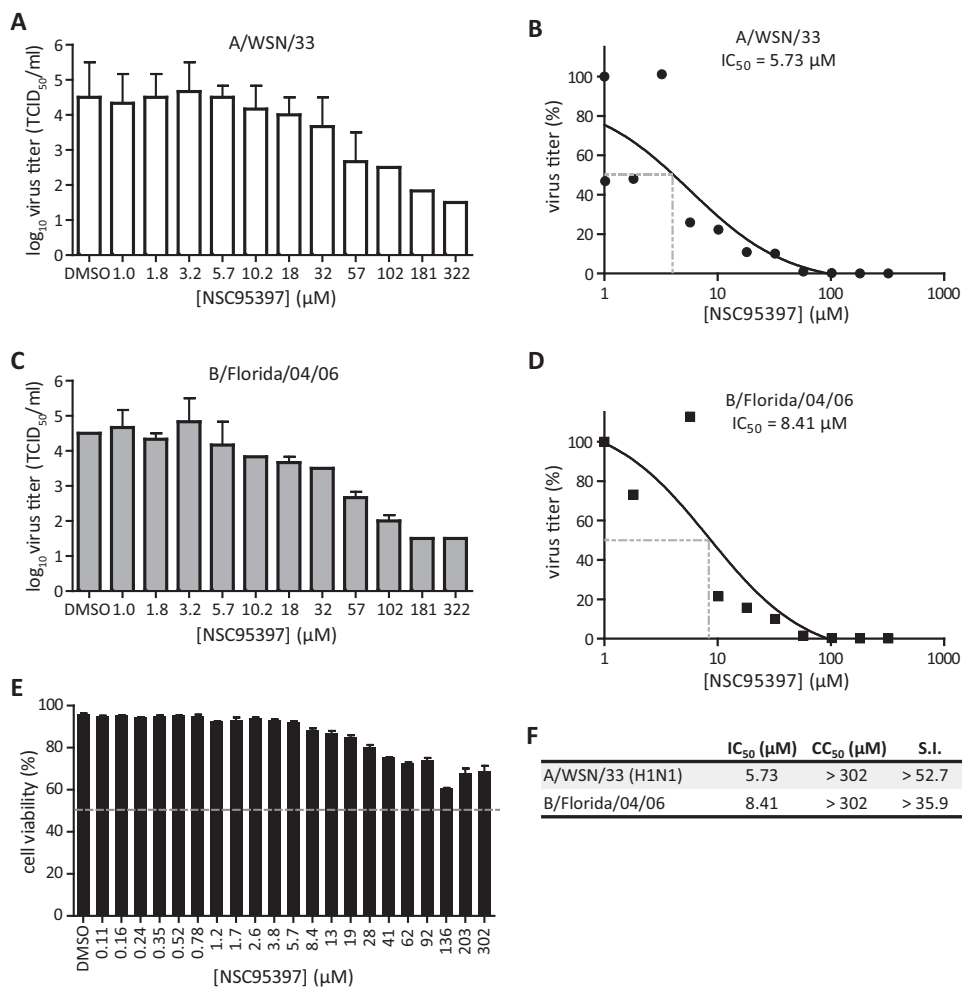 A
A/WSN/33
log10 virus titer (TCID50/ml)
6
5
4
3
2
1
0
DMSO 1.0 1.8 3.2 5.7 10.2 18 32 57 102 181 322
[NSC95397] (µM)
B
A/WSN/33
IC50 = 5.73 µM
virus titer (%)
100
80
60
40
20
0
1 10 100 1000
[NSC95397] (µM)
C
B/Florida/04/06
log10 virus titer (TCID50/ml)
6
5
4
3
2
1
0
DMSO 1.0 1.8 3.2 5.7 10.2 18 32 57 102 181 322
[NSC95397] (µM)
D
B/Florida/04/06
IC50 = 8.41 µM
virus titer (%)
100
80
60
40
20
0
1 10 100 1000
[NSC95397] (µM)
E
cell viability (%)
100
80
60
40
20
0
DMSO 0.11 0.16 0.24 0.35 0.52 0.78 1.2 1.7 2.6 3.8 5.7 8.4 13 19 28 41 62 92 136 203 302
[NSC95397] (µM)
F
IC50 (µM) CC50 (µM) S.I.
A/WSN/33 (H1N1) 5.73 > 302 > 52.7
B/Florida/04/06 8.41 > 302 > 35.9